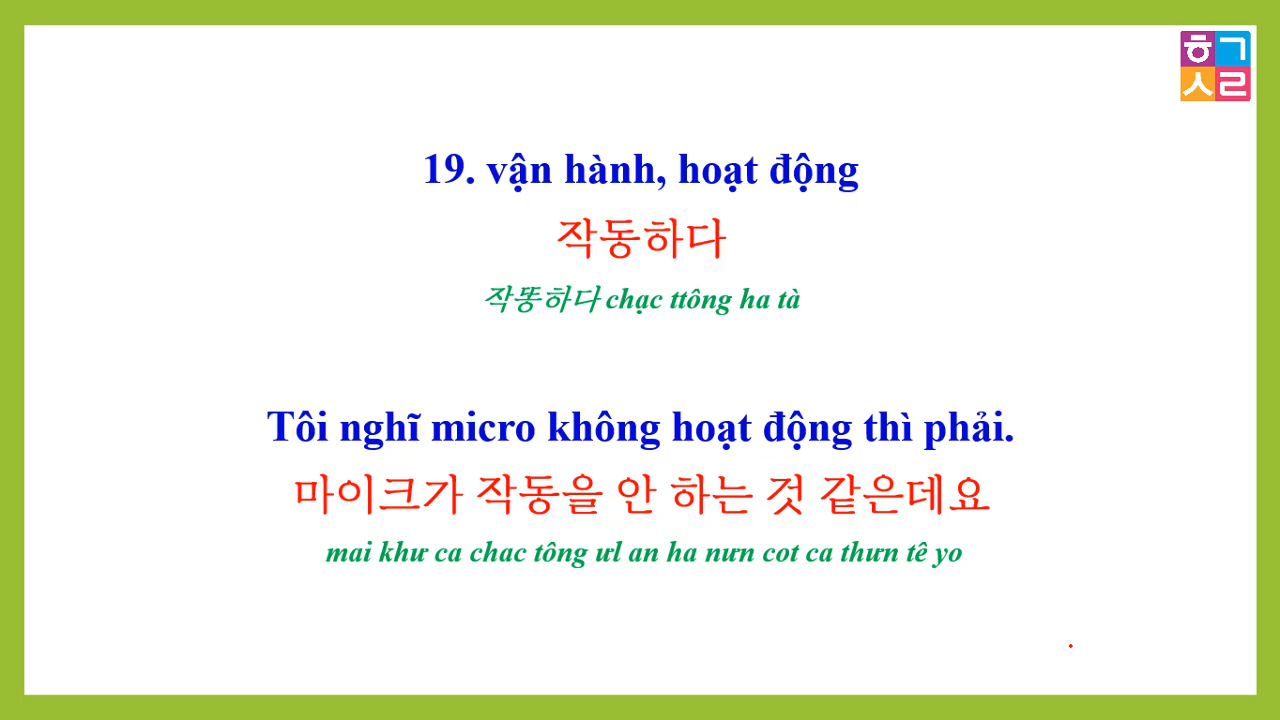 ㅎㄱ
ㅅㄹ
19. vận hành, hoạt động
작동하다
작똥하다 chạc ttông ha tà
Tôi nghĩ micro không hoạt động thì phải.
마이크가 작동을 안 하는 것 같은데요
mai khư ca chac tông ưl an ha nưn cot ca thưn tê yo